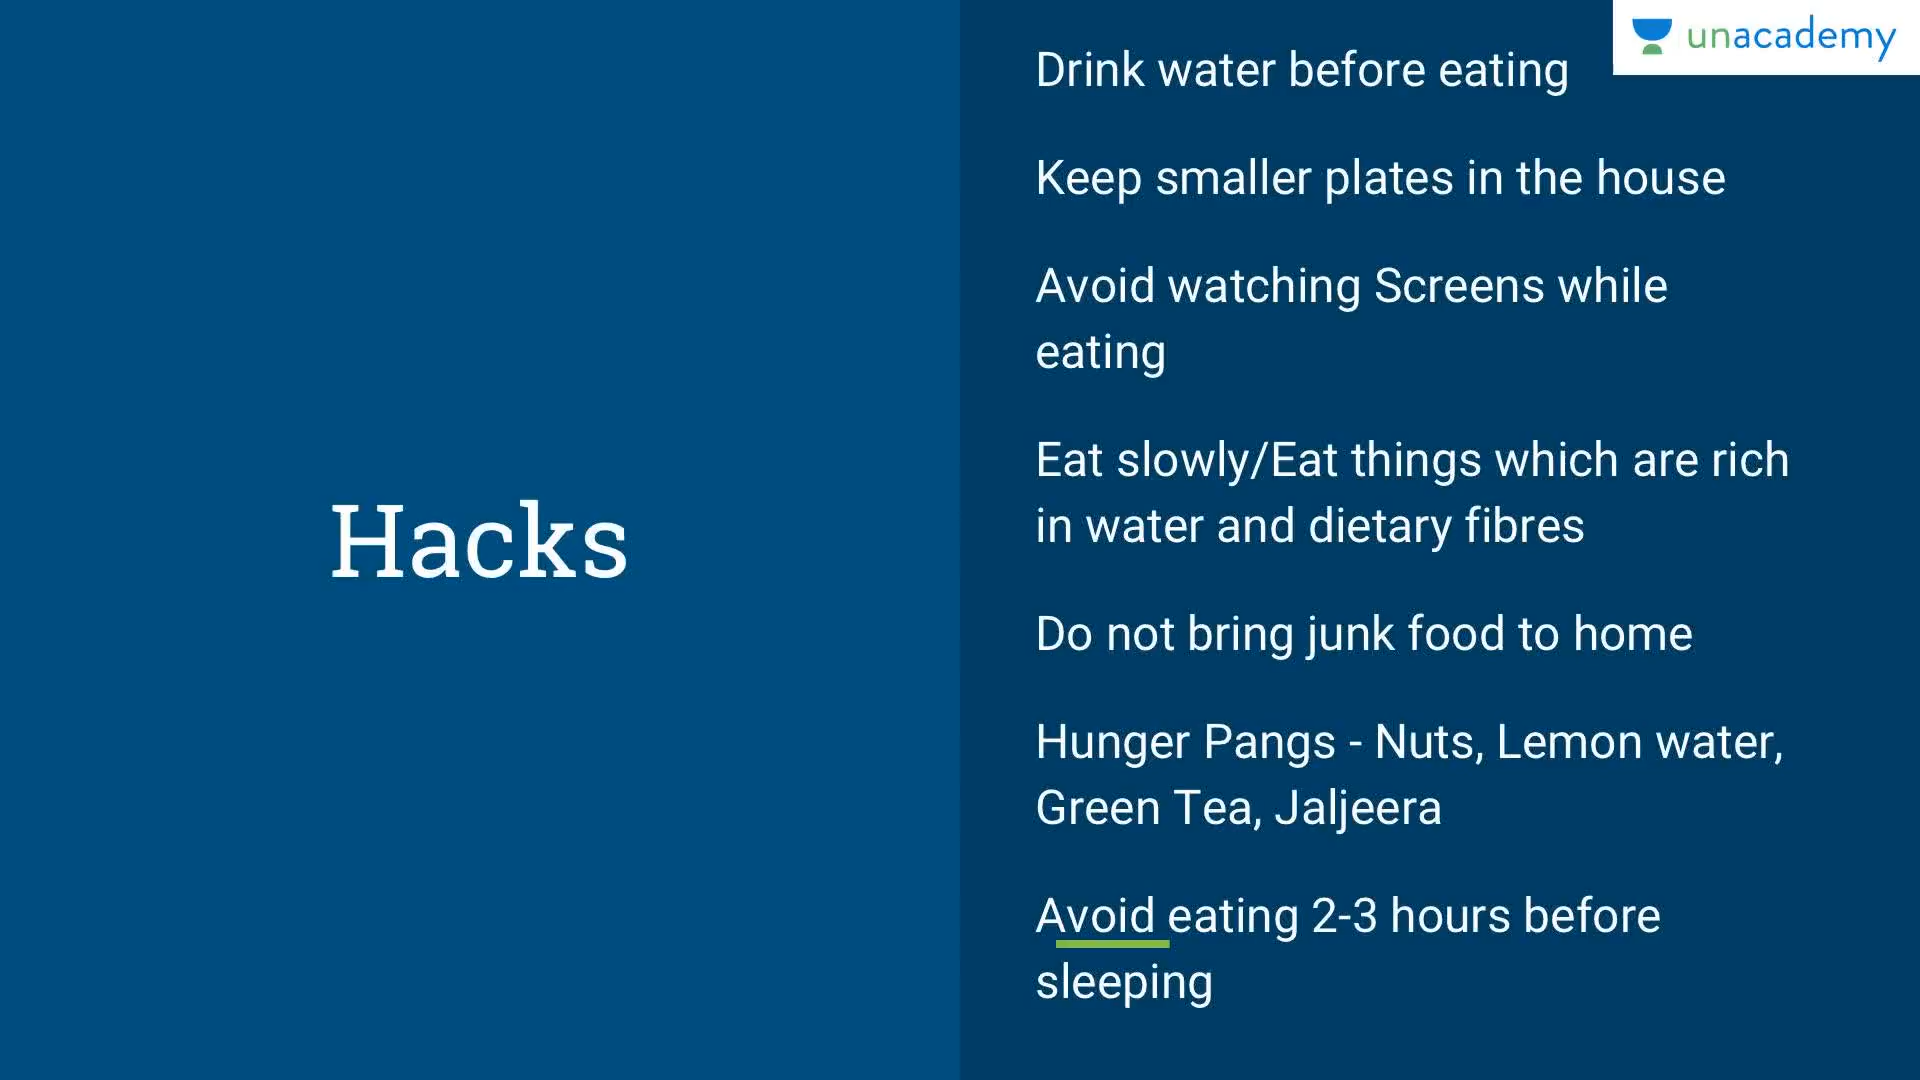 unacademy
Drink water before eating
Keep smaller plates in the house
Avoid watching Screens while
eating
Eat slowly/Eat things which are rich
in water and dietary fibres
Hacks
Do not bring junk food to home
Hunger Pangs - Nuts, Lemon water,
Green Tea, Jaljeera
Avoid eating 2-3 hours before
sleeping